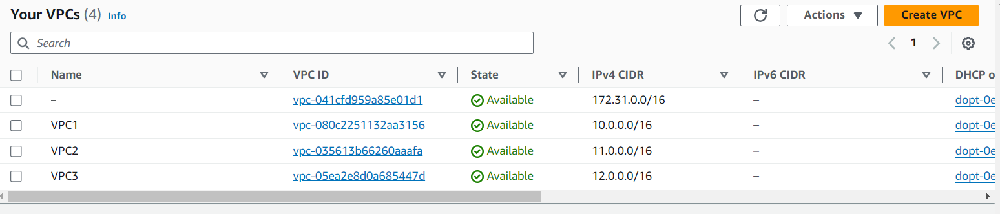 Your VPCs (4) Info
Actions
Create VPC
Search
1
Name VPC ID State IPv4 CIDR IPv6 CIDR DHCP o
– vpc-041cfd959a85e01d1 Available 172.31.0.0/16 – dopt-0e
VPC1 vpc-080c2251132aa3156 Available 10.0.0.0/16 – dopt-0e
VPC2 vpc-035613b66260aaafa Available 11.0.0.0/16 – dopt-0e
VPC3 vpc-05ea2e8d0a685447d Available 12.0.0.0/16 – dopt-0e